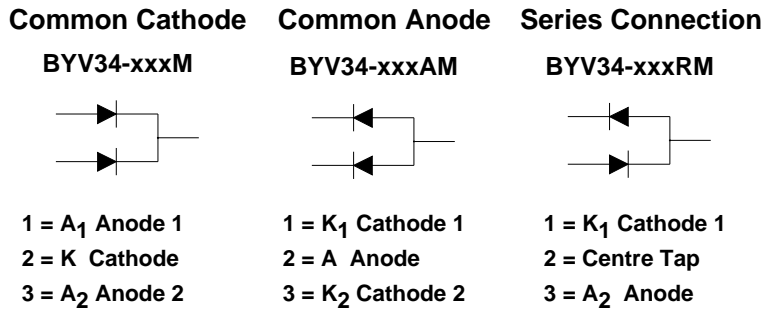 Common Cathode Common Anode Series Connection
BYV34-xxxM BYV34-xxxAM BYV34-xxxRM
1 = A1 Anode 1 1 = K1 Cathode 1 1 = K1 Cathode 1
2 = K Cathode 2 = A Anode 2 = Centre Tap
3 = A2 Anode 2 3 = K2 Cathode 2 3 = A2 Anode